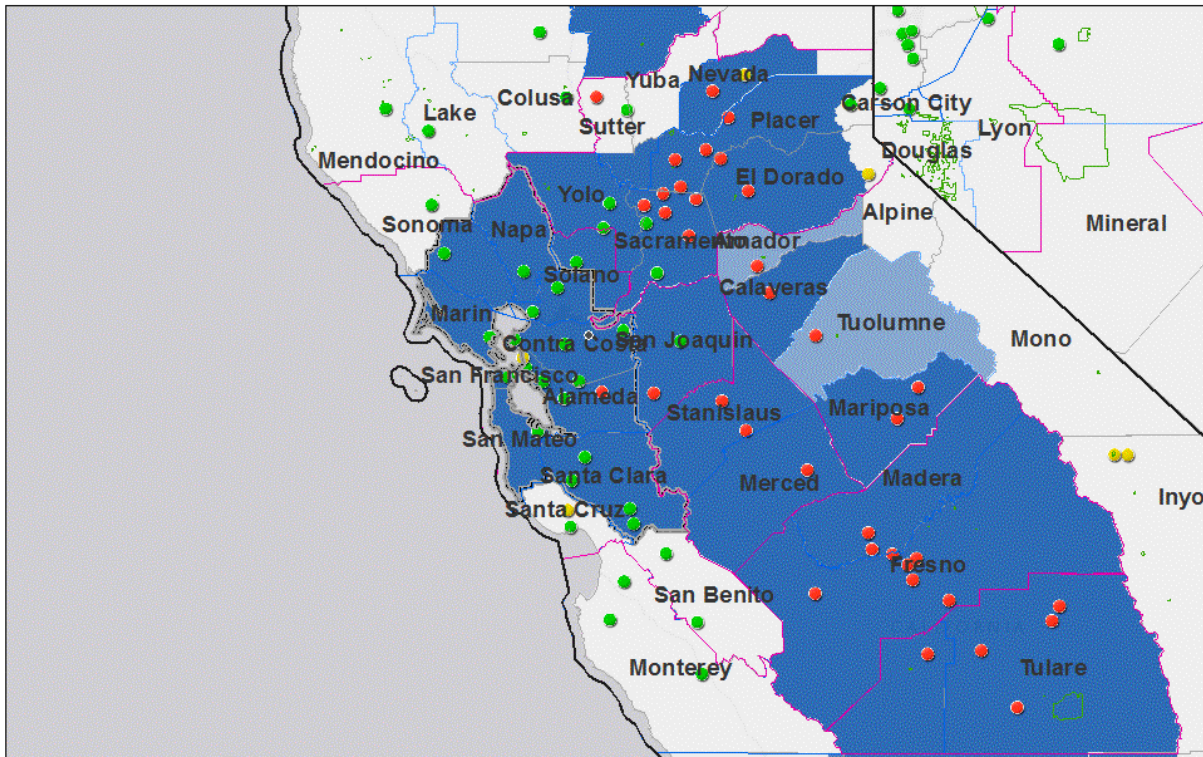 Yuba
Nevada
Colusa
Lake
Sutter
Placer
Carson City
Lyon
Douglas
Mendocino
El Dorado
Yolo
Napa
Sonoma
Alpine
Mineral
Sacramento
Amador
Solano
Calaveras
Marin
Tuolumne
Mono
Contra Costa
San Joaquin
San Francisco
Alameda
Stanislaus
Mariposa
San Mateo
Santa Clara
Merced
Madera
Inyo
Santa Cruz
Fresno
San Benito
Monterey
Tulare